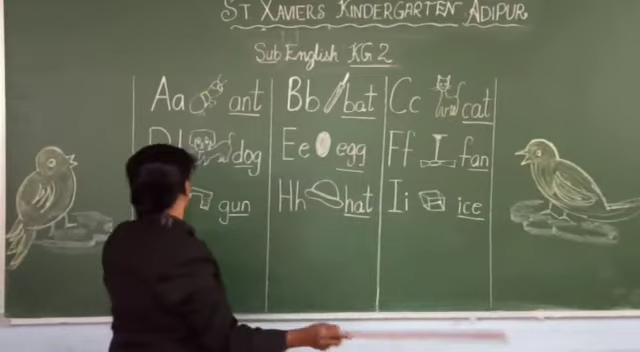 ST XAVIERS KINDERGARTEN ADIPUR
Sub English KG 2
Aa ant Bb bat Cc cat
dog Ee egg Ff fan
gun Hh hat Ii ice